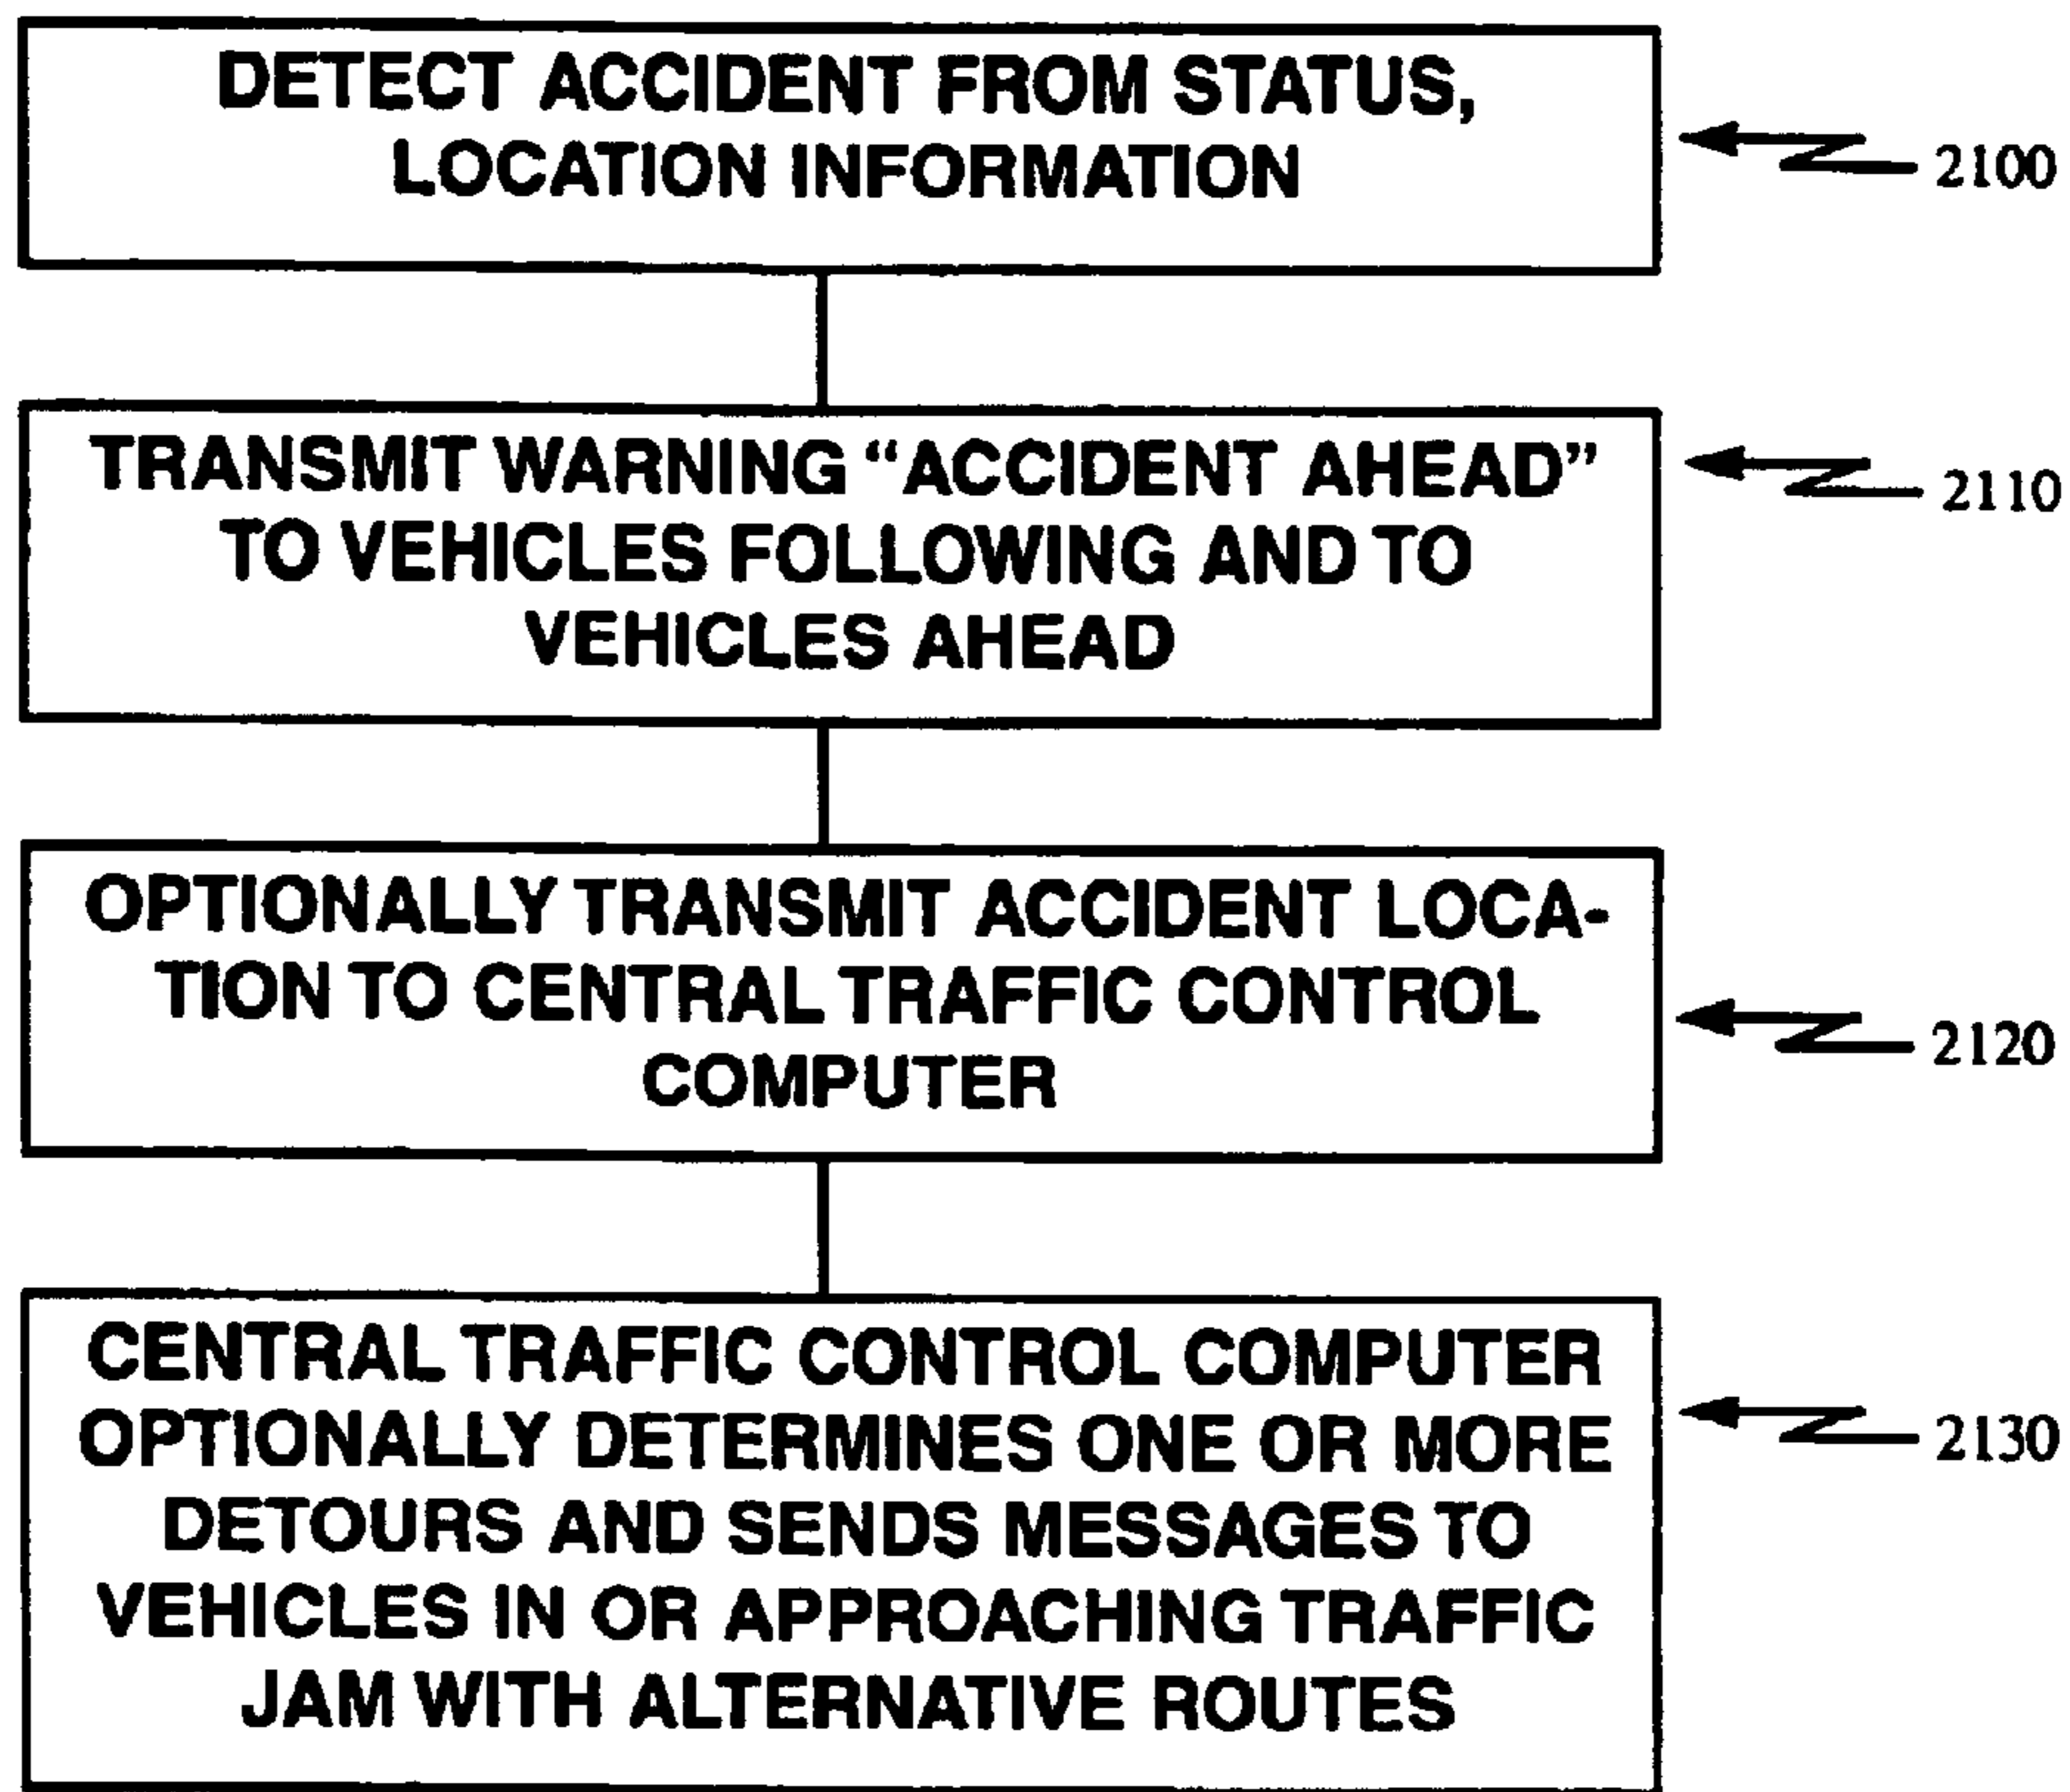 DETECT ACCIDENT FROM STATUS,
LOCATION INFORMATION
2100
TRANSMIT WARNING “ACCIDENT AHEAD”
TO VEHICLES FOLLOWING AND TO
VEHICLES AHEAD
2110
OPTIONALLY TRANSMIT ACCIDENT LOCA-
TION TO CENTRAL TRAFFIC CONTROL
COMPUTER
2120
CENTRAL TRAFFIC CONTROL COMPUTER
OPTIONALLY DETERMINES ONE OR MORE
DETOURS AND SENDS MESSAGES TO
VEHICLES IN OR APPROACHING TRAFFIC
JAM WITH ALTERNATIVE ROUTES
2130